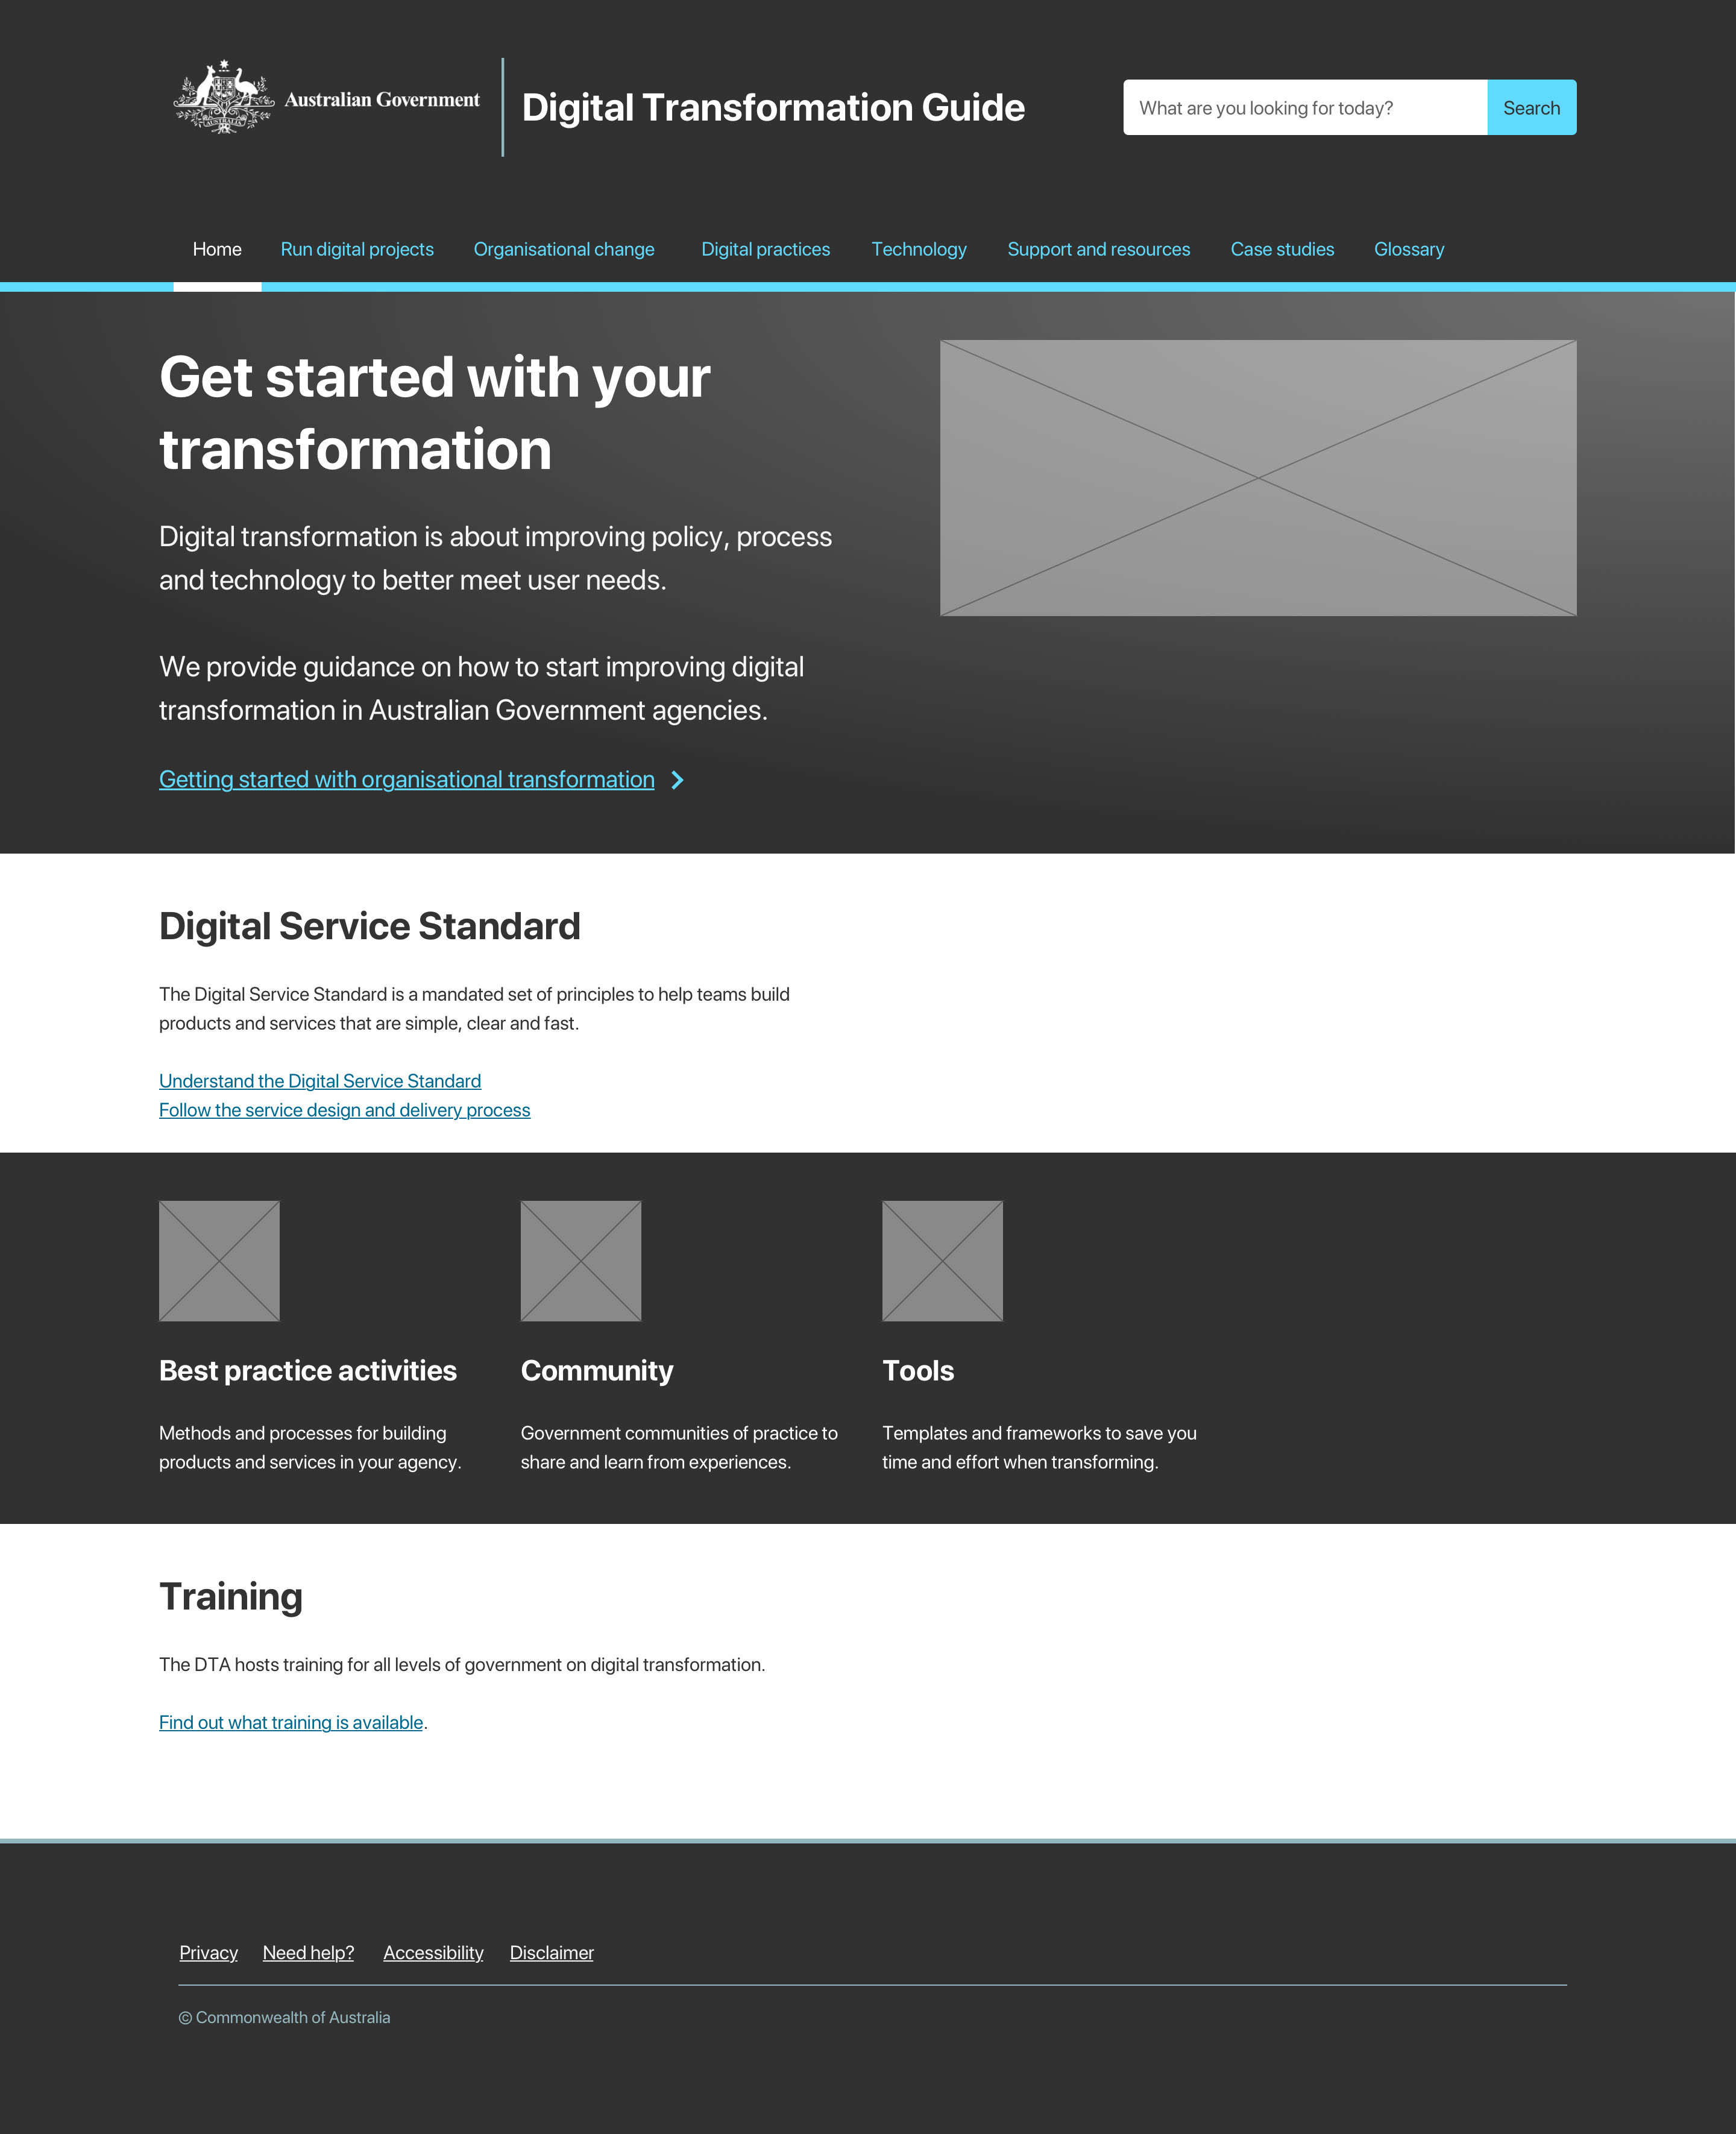 Australian Government
Digital Transformation Guide
What are you looking for today?
Search
Home
Run digital projects
Organisational change
Digital practices
Technology
Support and resources
Case studies
Glossary
Get started with your
transformation
Digital transformation is about improving policy, process
and technology to better meet user needs.
We provide guidance on how to start improving digital
transformation in Australian Government agencies.
Getting started with organisational transformation
Digital Service Standard
The Digital Service Standard is a mandated set of principles to help teams build
products and services that are simple, clear and fast.
Understand the Digital Service Standard
Follow the service design and delivery process
Best practice activities
Methods and processes for building
products and services in your agency.
Community
Government communities of practice to
share and learn from experiences.
Tools
Templates and frameworks to save you
time and effort when transforming.
Training
The DTA hosts training for all levels of government on digital transformation.
Find out what training is available.
Privacy
Need help?
Accessibility
Disclaimer
© Commonwealth of Australia